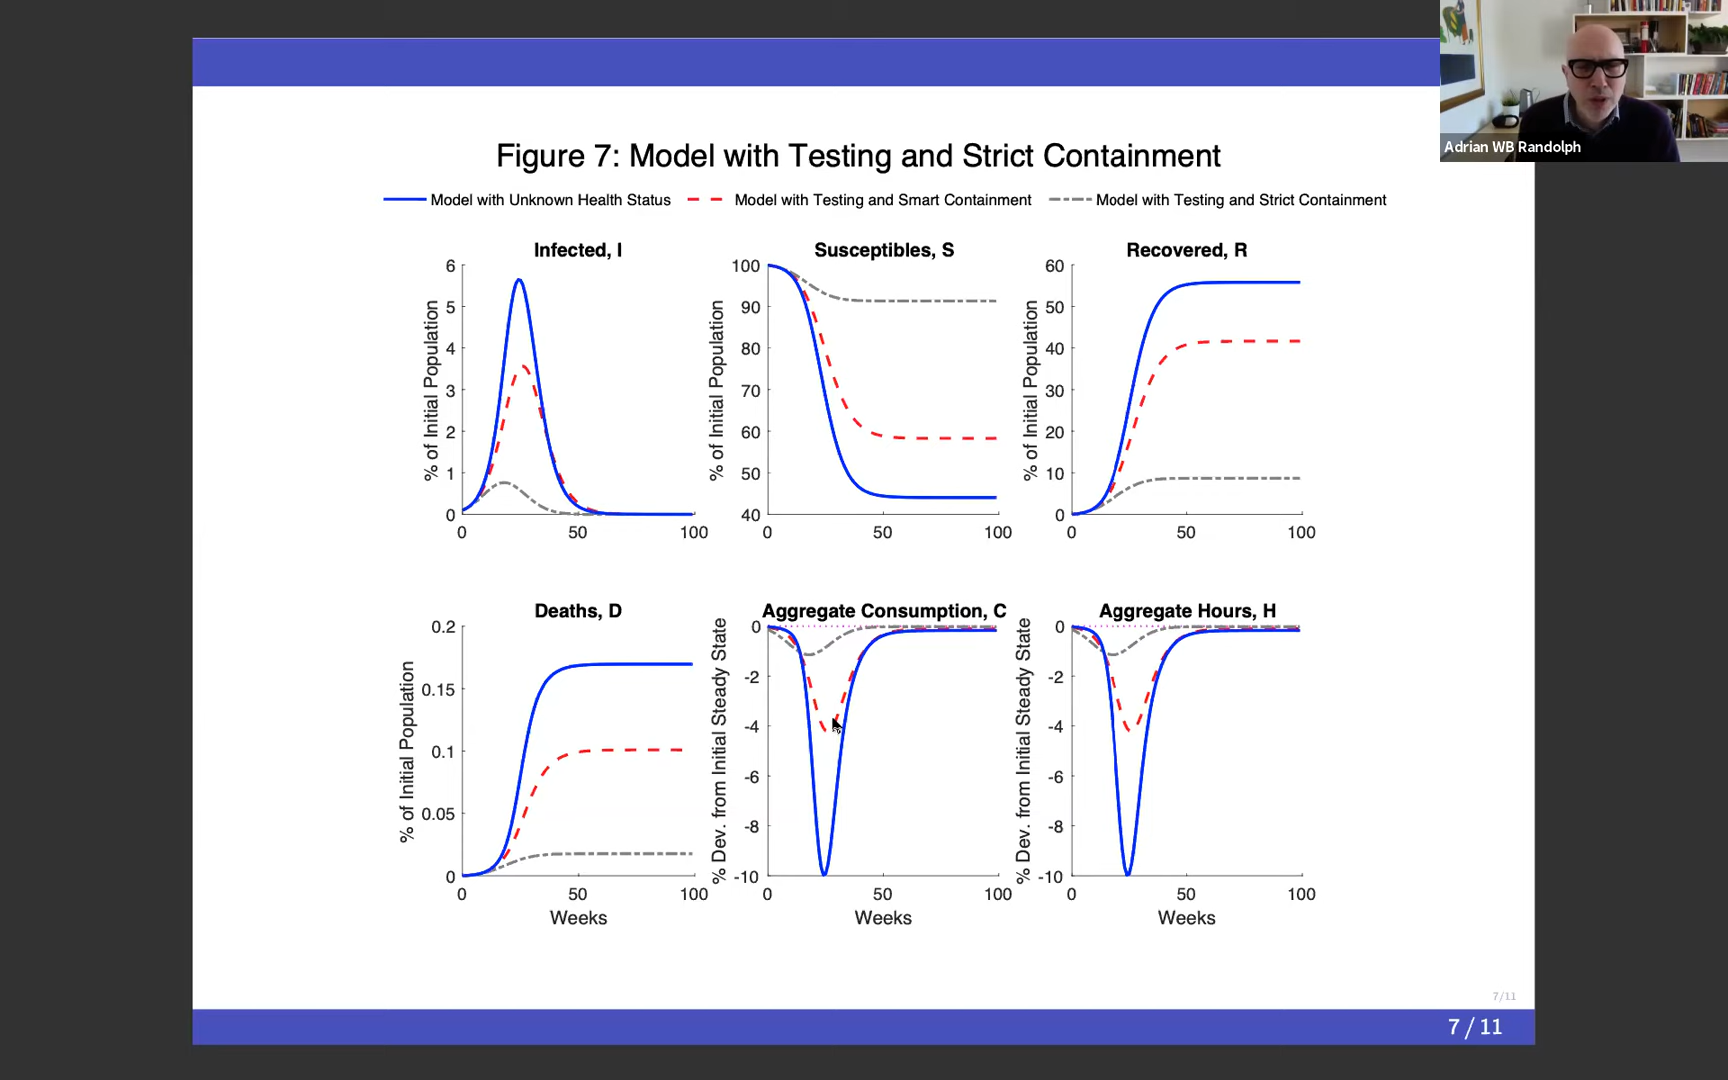 Adrian WB Randolph
Figure 7: Model with Testing and Strict Containment
Model with Unknown Health Status Model with Testing and Smart Containment Model with Testing and Strict Containment
Infected, I
% of Initial Population
6
5
4
3
2
1
0
0 50 100
Susceptibles, S
% of Initial Population
100
90
80
70
60
50
40
0 50 100
Recovered, R
% of Initial Population
60
50
40
30
20
10
0
0 50 100
Deaths, D
% of Initial Population
0.2
0.15
0.1
0.05
0
0 50 100
Weeks
Aggregate Consumption, C
% Dev. from Initial Steady State
0
-2
-4
-6
-8
-10
0 50 100
Weeks
Aggregate Hours, H
% Dev. from Initial Steady State
0
-2
-4
-6
-8
-10
0 50 100
Weeks
7/11
7 / 11